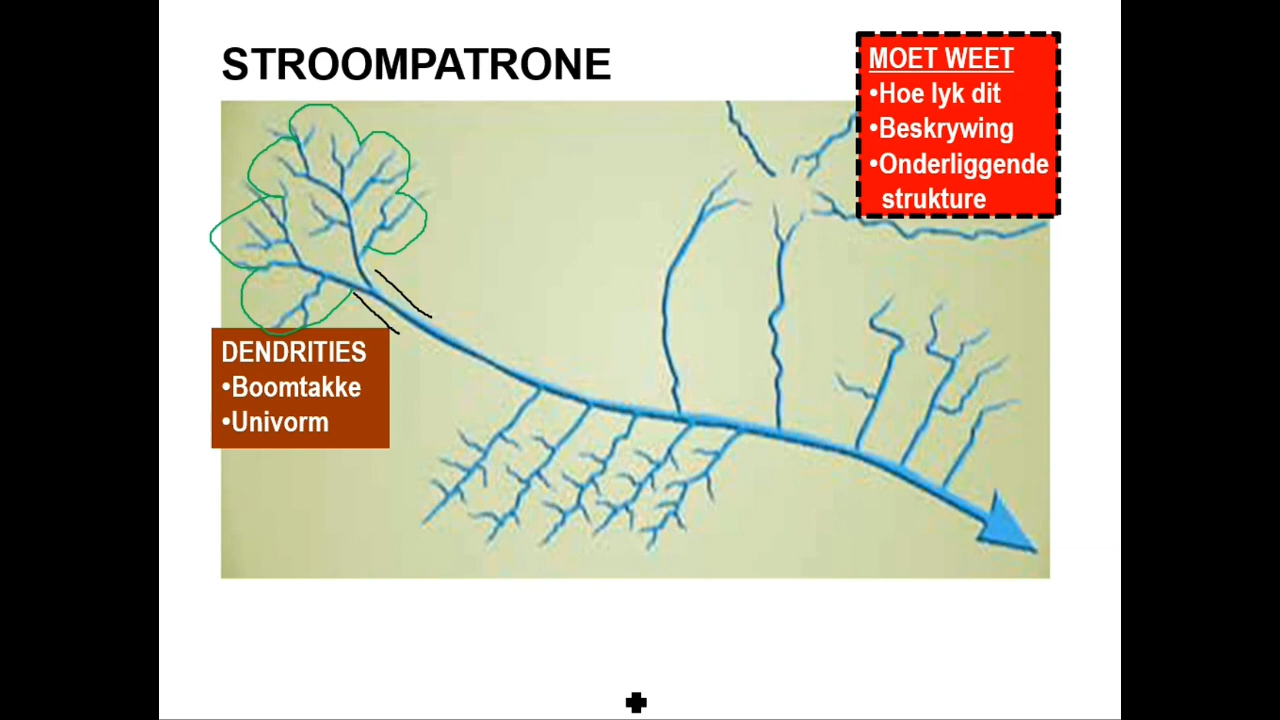 STROOMPATRONE
MOET WEET
•Hoe lyk dit
•Beskrywing
•Onderliggende
strukture
DENDRITIES
•Boomtakke
•Univorm